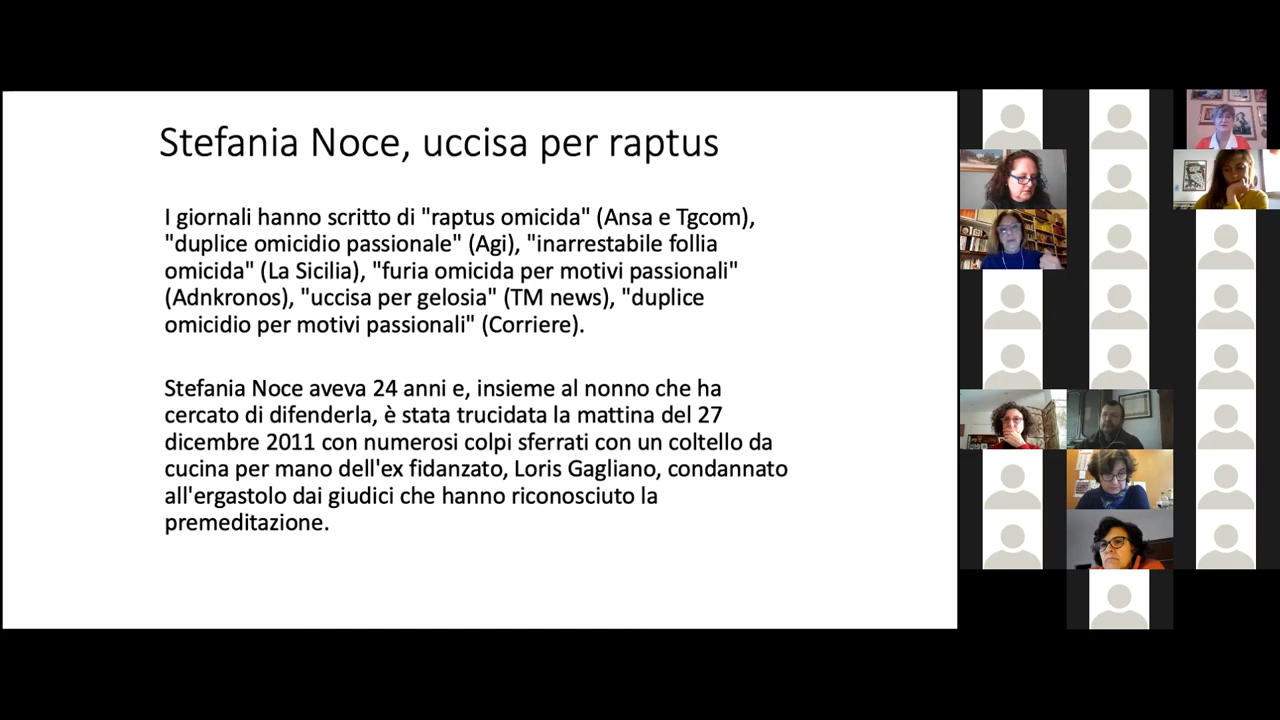 Stefania Noce, uccisa per raptus
I giornali hanno scritto di "raptus omicida" (Ansa e Tgcom),
"duplice omicidio passionale" (Agi), "inarrestabile follia
omicida" (La Sicilia), "furia omicida per motivi passionali"
(Adnkronos), "uccisa per gelosia" (TM news), "duplice
omicidio per motivi passionali" (Corriere).
Stefania Noce aveva 24 anni e, insieme al nonno che ha
cercato di difenderla, è stata trucidata la mattina del 27
dicembre 2011 con numerosi colpi sferrati con un coltello da
cucina per mano dell'ex fidanzato, Loris Gagliano, condannato
all'ergastolo dai giudici che hanno riconosciuto la
premeditazione.